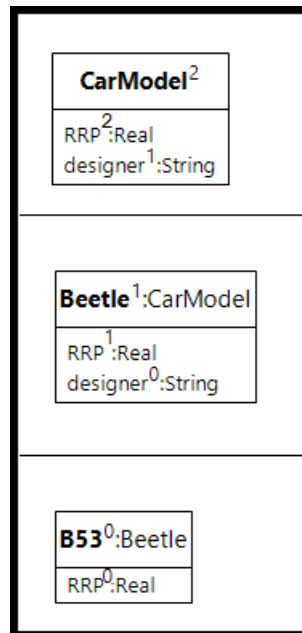 CarModel²
RRP²:Real
designer¹:String
Beetle¹:CarModel
RRP¹:Real
designer⁰:String
B53⁰:Beetle
RRP⁰:Real